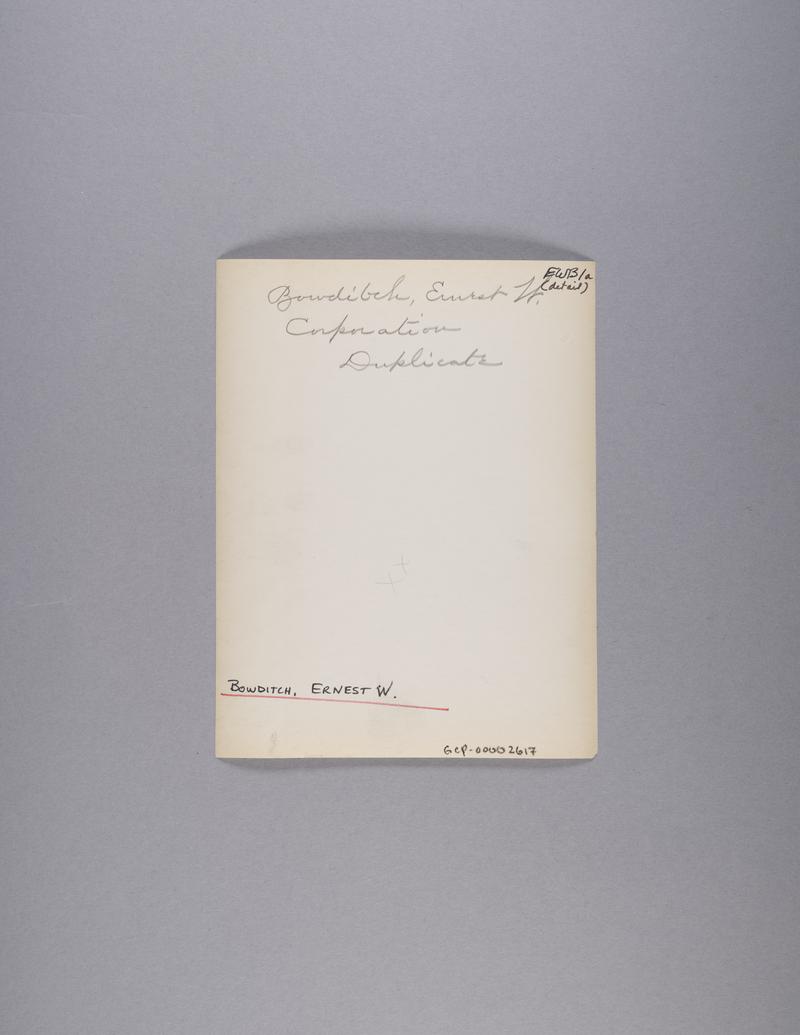 EWB/a
(detail)
Bowditch, Ernest W.
Corporation
Duplicate
BOWDITCH, ERNEST W.
GCP-00002617